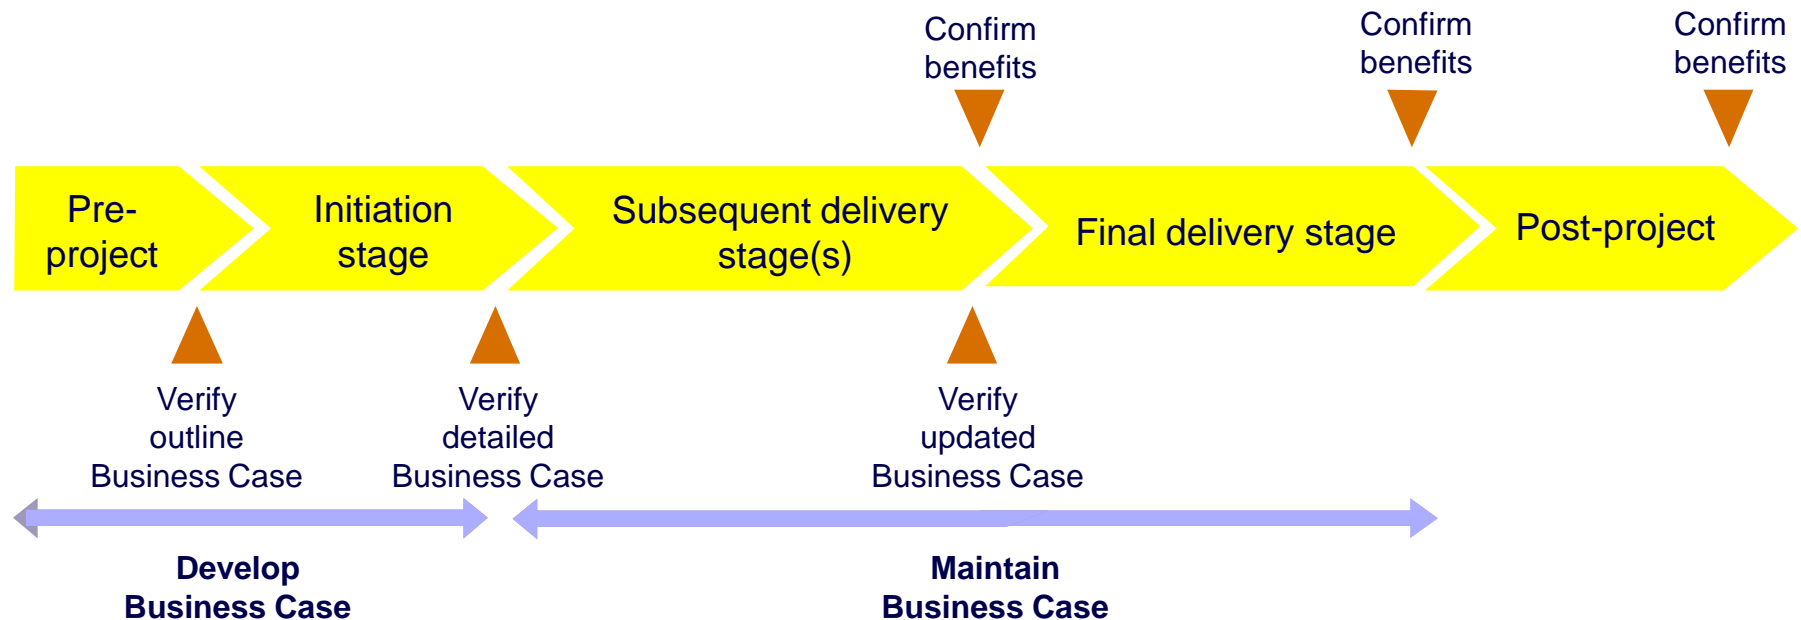 Confirm
benefits
Confirm
benefits
Confirm
benefits
Pre-
project
Initiation
stage
Subsequent delivery
stage(s)
Final delivery stage
Post-project
Verify
outline
Business Case
Verify
detailed
Business Case
Verify
updated
Business Case
Develop
Business Case
Maintain
Business Case